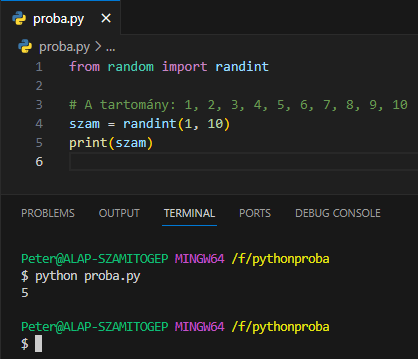 proba.py ×
proba.py > ...
1 from random import randint
2
3 # A tartomány: 1, 2, 3, 4, 5, 6, 7, 8, 9, 10
4 szam = randint(1, 10)
5 print(szam)
6
PROBLEMS OUTPUT TERMINAL PORTS DEBUG CONSOLE
Peter@ALAP-SZAMITOGEP MINGW64 /f/pythonproba
$ python proba.py
5
Peter@ALAP-SZAMITOGEP MINGW64 /f/pythonproba
$